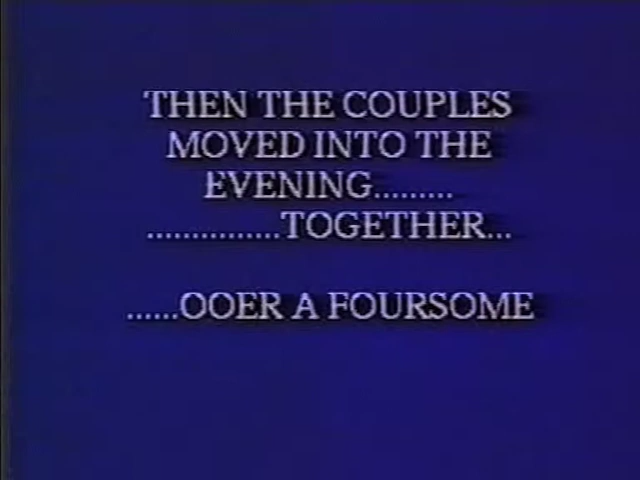 THEN THE COUPLES
MOVED INTO THE
EVENING.........
...............TOGETHER...
......OOER A FOURSOME